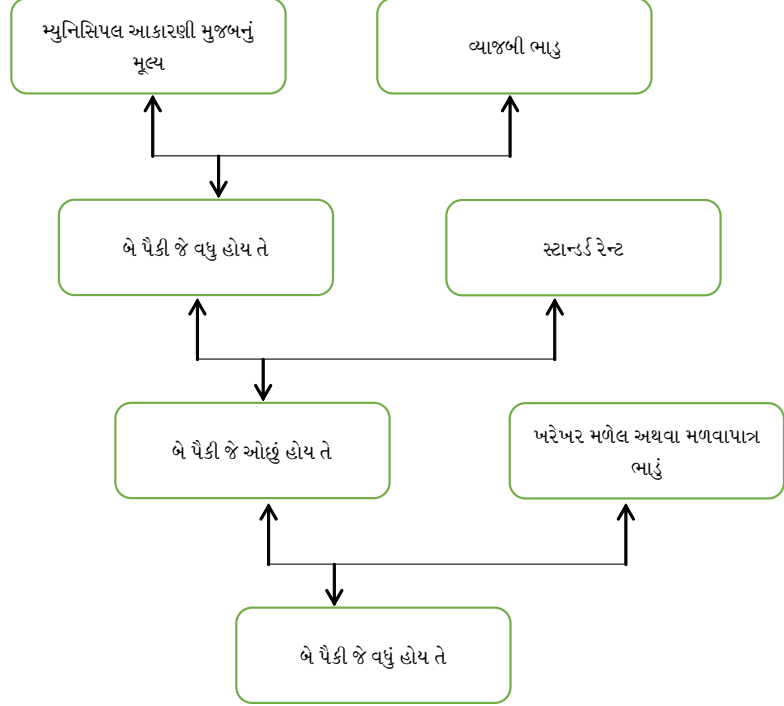 મ્યુનિસિપલ આકારણી મુજબનું
મૂલ્ય
વ્યાજબી ભાડુ
બે પૈકી જે વધુ હોય તે
સ્ટાન્ડર્ડ રેન્ટ
બે પૈકી જે ઓછું હોય તે
ખરેખર મળેલ અથવા મળવાપાત્ર
ભાડું
બે પૈકી જે વધું હોય તે